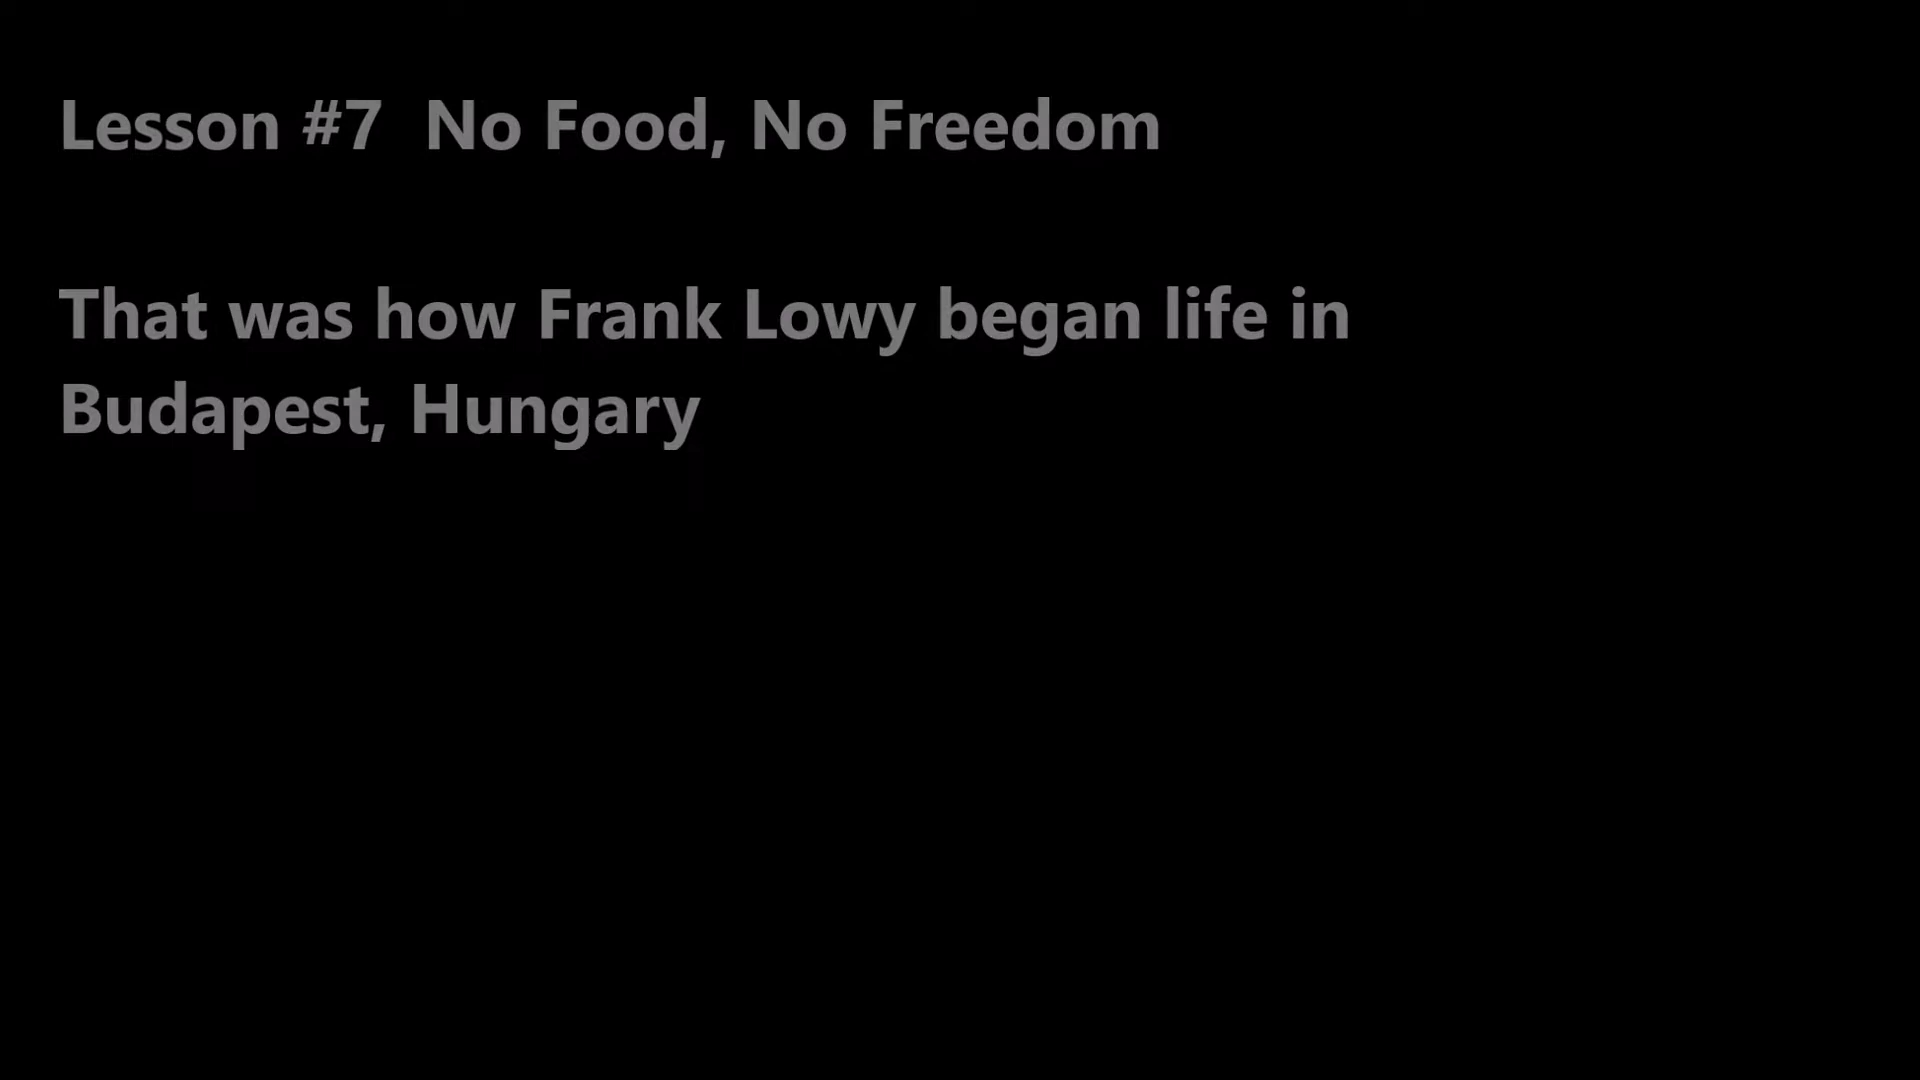 Lesson #7  No Food, No Freedom
That was how Frank Lowy began life in
Budapest, Hungary